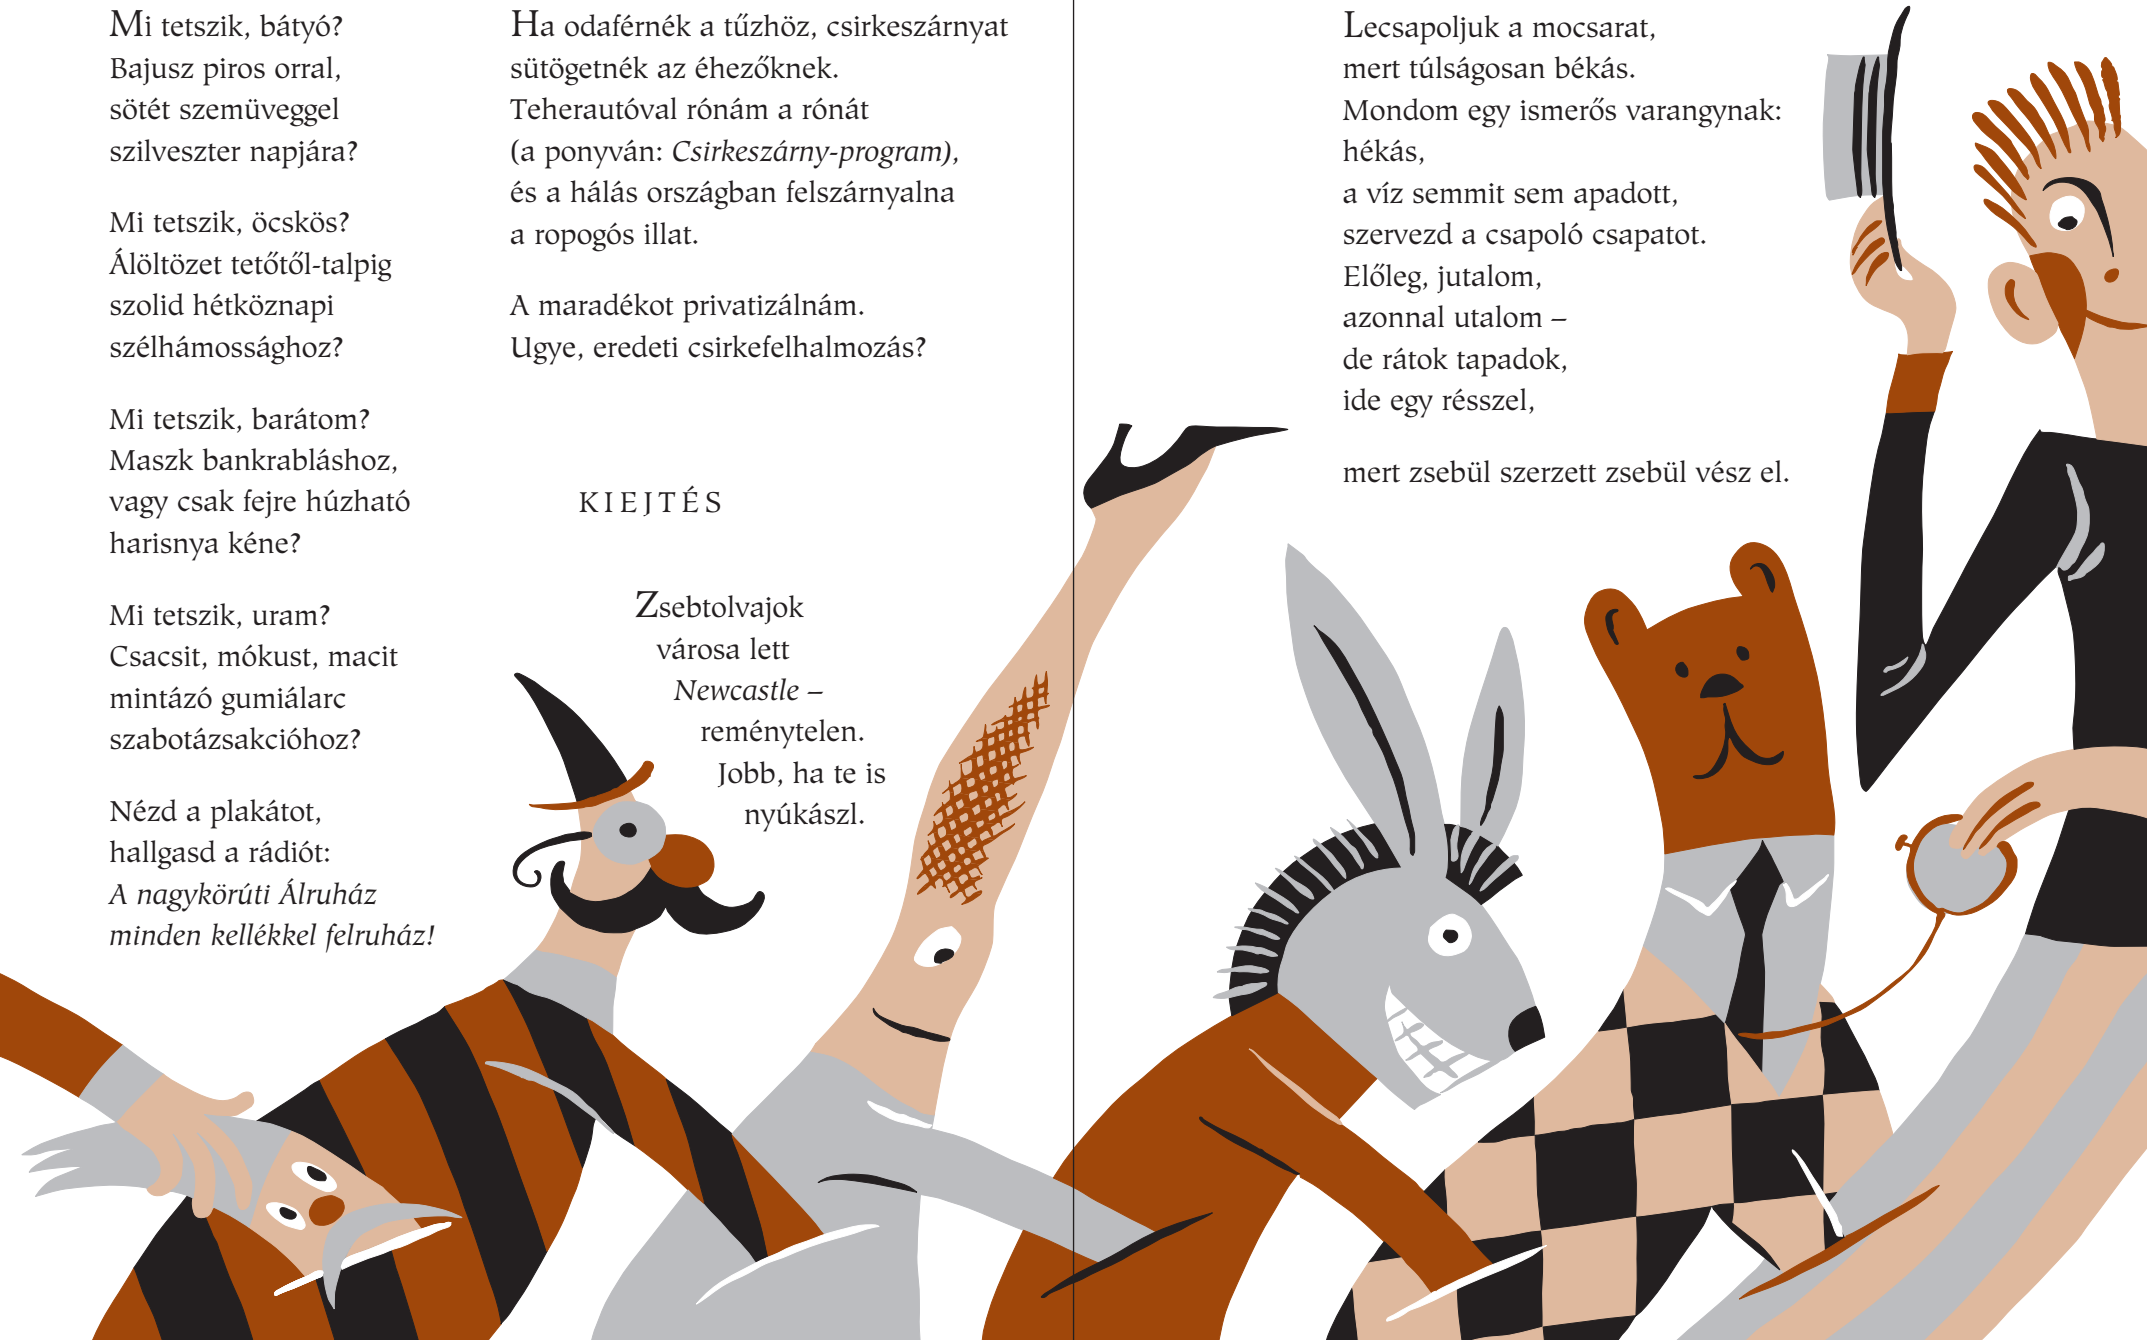 Mi tetszik, bátyó?
Bajusz piros orral,
sötét szemüveggel
szilveszter napjára?
Mi tetszik, öcskös?
Álöltözet tetőtől-talpig
szolid hétköznapi
szélhámossághoz?
Mi tetszik, barátom?
Maszk bankrabláshoz,
vagy csak fejre húzható
harisnya kéne?
Mi tetszik, uram?
Csacsit, mókust, macit
mintázó gumiálarc
szabotázsakcióhoz?
Nézd a plakátot,
hallgasd a rádiót:
A nagykörúti Álruház
minden kellékkel felruház!
Ha odaférnék a tűzhöz, csirkeszárnyat
sütögetnék az éhezőknek.
Teherautóval rónám a rónát
(a ponyván: Csirkeszárny-program),
és a hálás országban felszárnyalna
a ropogós illat.
A maradékot privatizálnám.
Ugye, eredeti csirkefelhalmozás?
KIEJTÉS
Zsebtolvajok
városa lett
Newcastle –
reménytelen.
Jobb, ha te is
nyúkászl.
Lecsapoljuk a mocsarat,
mert túlságosan békás.
Mondom egy ismerős varangynak:
hékás,
a víz semmit sem apadott,
szervezd a csapoló csapatot.
Előleg, jutalom,
azonnal utalom –
de rátok tapadok,
ide egy résszel,
mert zsebül szerzett zsebül vész el.